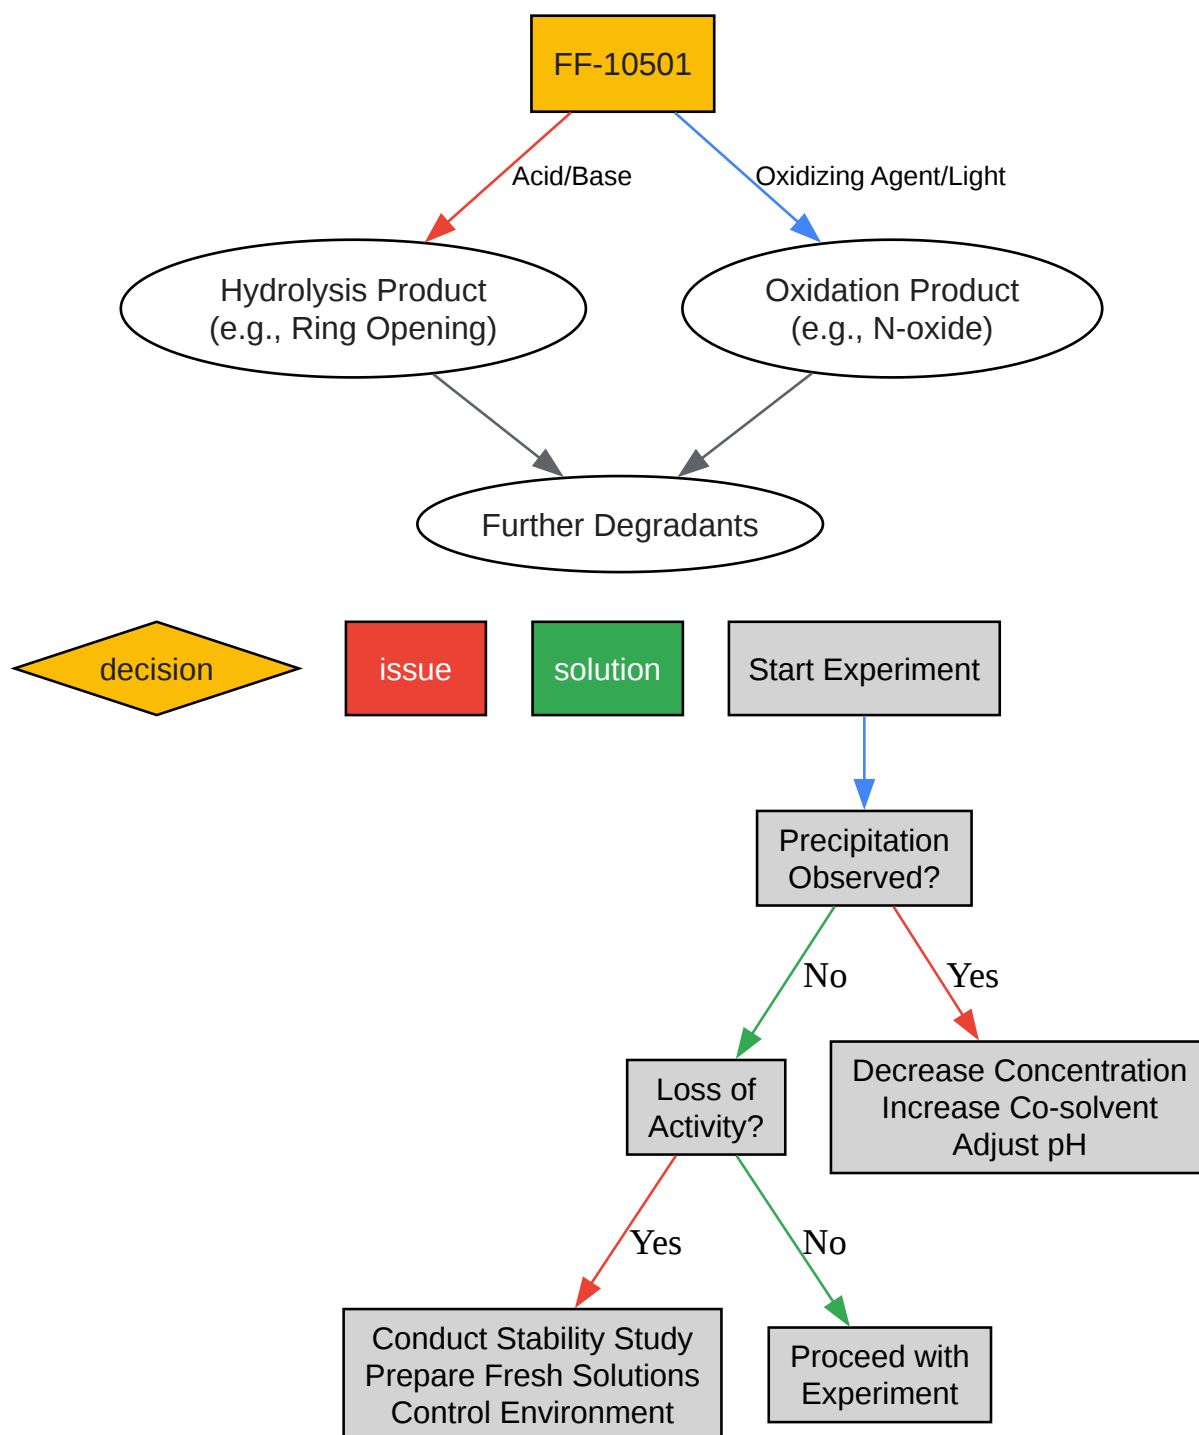 FF-10501
Acid/Base
Oxidizing Agent/Light
Hydrolysis Product
(e.g., Ring Opening)
Oxidation Product
(e.g., N-oxide)
Further Degradants
decision
issue
solution
Start Experiment
Precipitation
Observed?
No
Yes
Loss of
Activity?
Decrease Concentration
Increase Co-solvent
Adjust pH
Yes
No
Conduct Stability Study
Prepare Fresh Solutions
Control Environment
Proceed with
Experiment